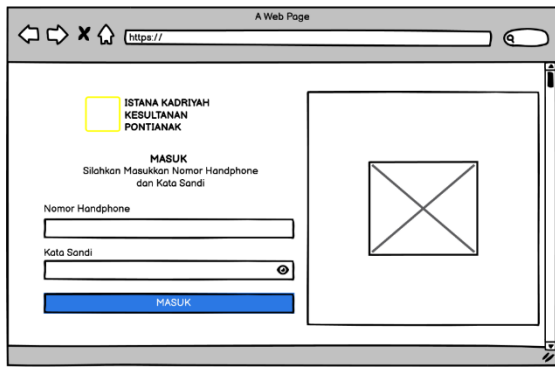 A Web Page
https://
ISTANA KADRIYAH
KESULTANAN
PONTIANAK
MASUK
Silahkan Masukkan Nomor Handphone
dan Kata Sandi
Nomor Handphone
Kata Sandi
MASUK